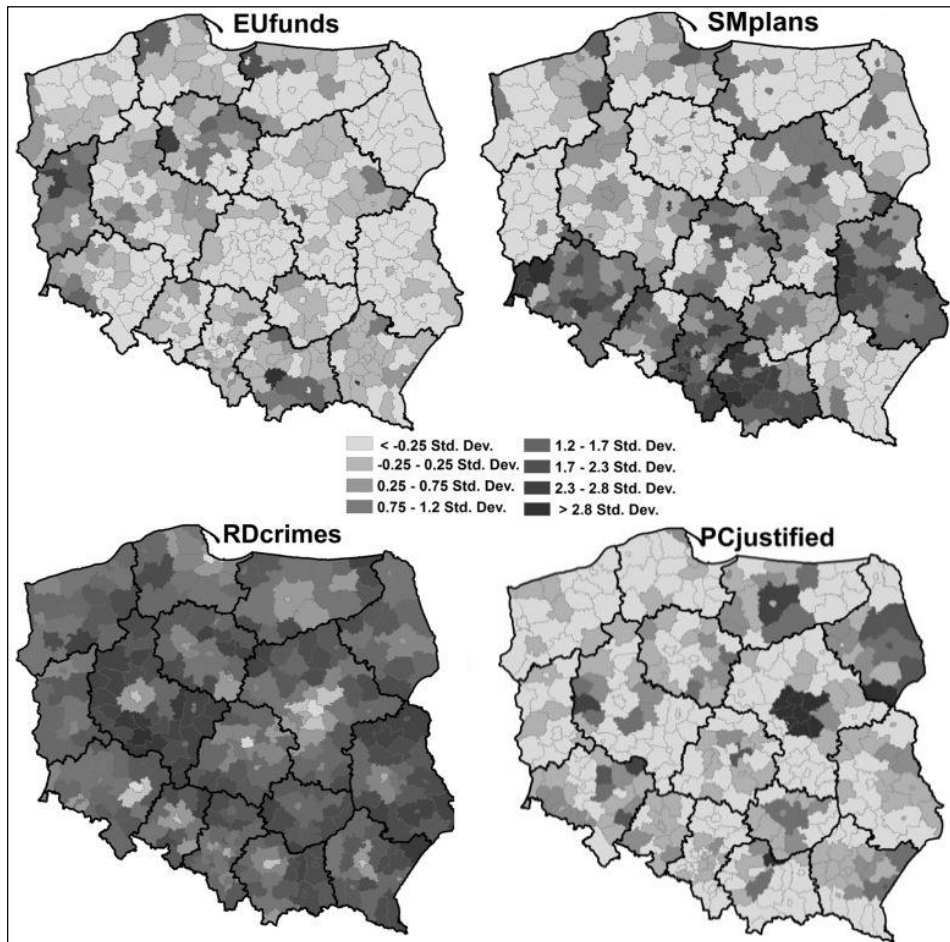 EUfunds
SMplans
< -0.25 Std. Dev.
-0.25 - 0.25 Std. Dev.
0.25 - 0.75 Std. Dev.
0.75 - 1.2 Std. Dev.
1.2 - 1.7 Std. Dev.
1.7 - 2.3 Std. Dev.
2.3 - 2.8 Std. Dev.
> 2.8 Std. Dev.
RDcrimes
PCjustified